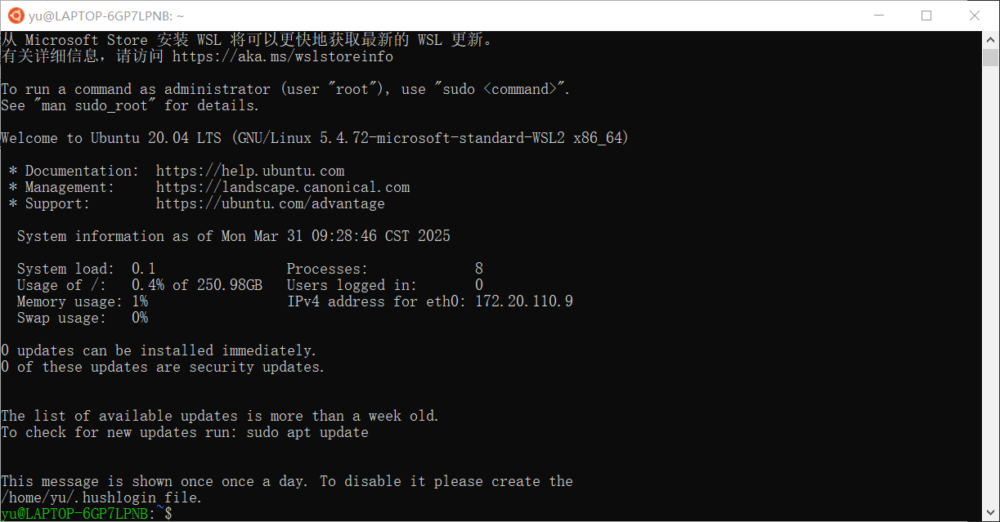 yu@LAPTOP-6GP7LPNB: ~
从 Microsoft Store 安装 WSL 将可以更快地获取最新的 WSL 更新。
有关详细信息，请访问 https://aka.ms/wslstoreinfo
To run a command as administrator (user "root"), use "sudo <command>".
See "man sudo_root" for details.
Welcome to Ubuntu 20.04 LTS (GNU/Linux 5.4.72-microsoft-standard-WSL2 x86_64)
* Documentation:  https://help.ubuntu.com
* Management:     https://landscape.canonical.com
* Support:        https://ubuntu.com/advantage
System information as of Mon Mar 31 09:28:46 CST 2025
System load:  0.1                Processes:             8
Usage of /:   0.4% of 250.98GB   Users logged in:       0
Memory usage: 1%                 IPv4 address for eth0: 172.20.110.9
Swap usage:   0%
0 updates can be installed immediately.
0 of these updates are security updates.
The list of available updates is more than a week old.
To check for new updates run: sudo apt update
This message is shown once once a day. To disable it please create the
/home/yu/.hushlogin file.
yu@LAPTOP-6GP7LPNB:~$